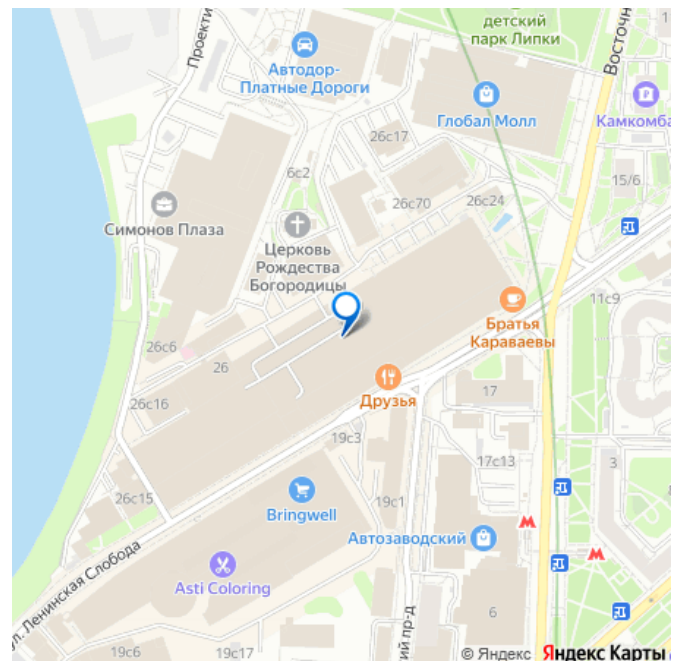 детский
парк Липки
Восточн
1
Проекти
Автодор-
Платные Дороги
Глобал Молл
Камкомба
26с17
6с2
15/6
Симонов Плаза
26с70
26с24
Церковь
Рождества
Богородицы
11с9
Братья
Караваевы
26с6
26
Друзья
17
26с16
19с3
17с13
3
26с15
Bringwell
19с1
Автозаводский
ул. Ленинская Слобода
Asti Coloring
6
ий пр-д
19с6
19с17
© Яндекс Яндекс Карты